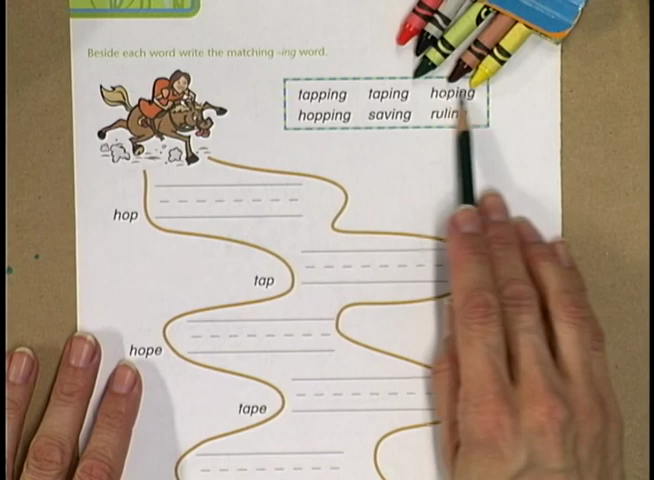 Beside each word write the matching -ing word.
tapping taping hoping
hopping saving
hop
tap
hope
tape